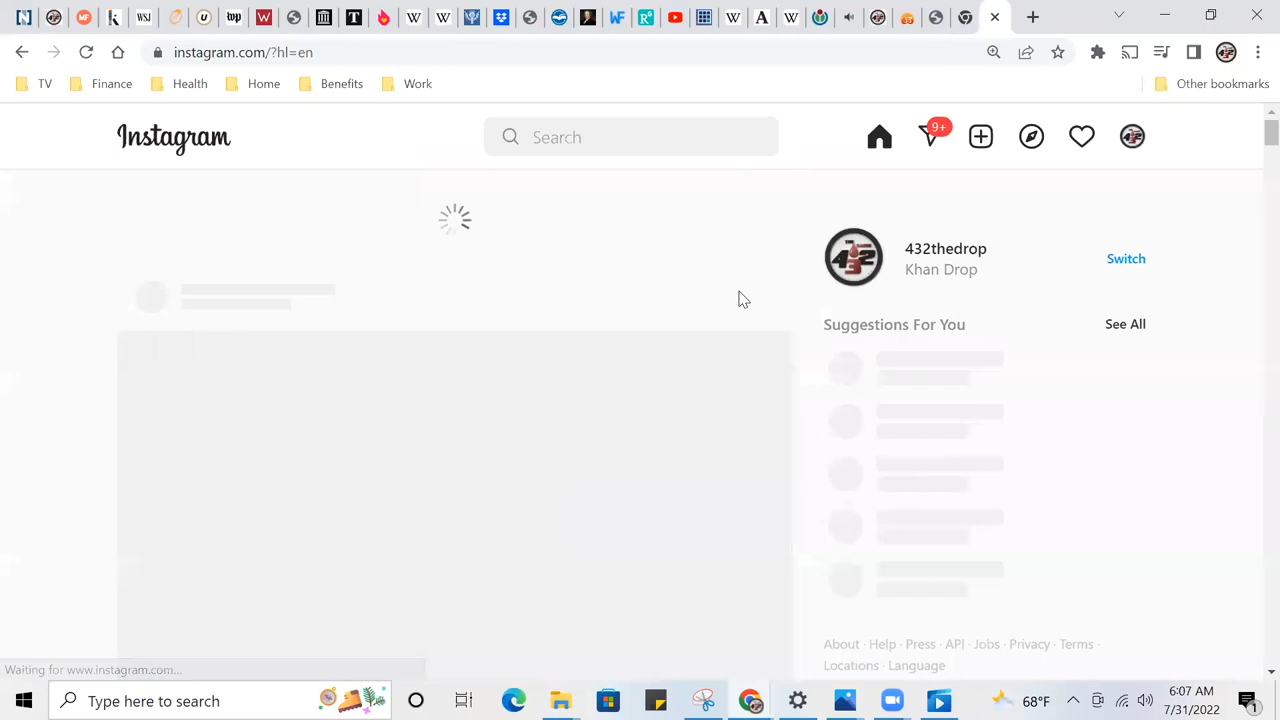 instagram.com/?hl=en
TV Finance Health Home Benefits Work Other bookmarks
Instagram
Search
9+
432thedrop
Khan Drop
Switch
Suggestions For You
See All
About · Help · Press · API · Jobs · Privacy · Terms ·
Locations · Language
Waiting for www.instagram.com...
Type here to search
68°F
6:07 AM
7/31/2022
1